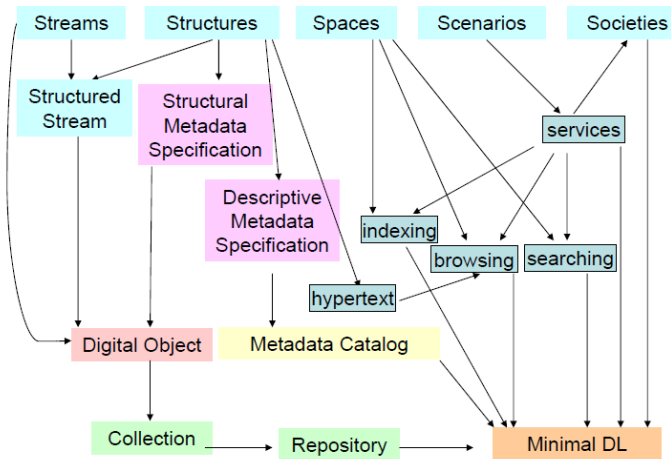 Streams
Structures
Spaces
Scenarios
Societies
Structured
Stream
Structural
Metadata
Specification
services
Descriptive
Metadata
Specification
indexing
browsing
searching
hypertext
Digital Object
Metadata Catalog
Collection
Repository
Minimal DL